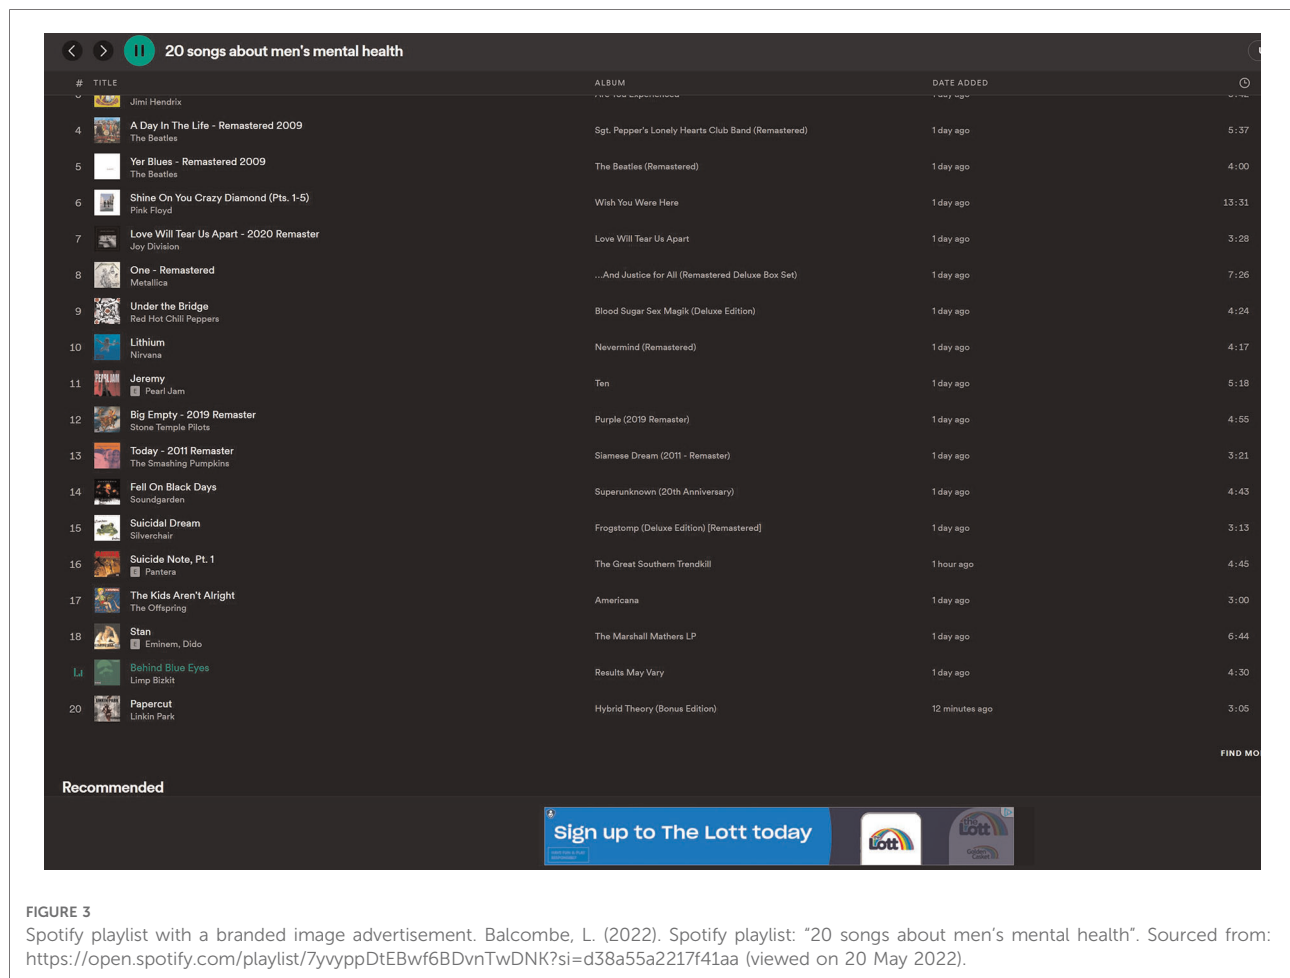 20 songs about men's mental health
# TITLE ALBUM DATE ADDED
Jimi Hendrix Are You Experienced 1 day ago
4 A Day In The Life - Remastered 2009 Sgt. Pepper's Lonely Hearts Club Band (Remastered) 1 day ago 5:37
The Beatles
5 Yer Blues - Remastered 2009 The Beatles (Remastered) 1 day ago 4:00
The Beatles
6 Shine On You Crazy Diamond (Pts. 1-5) Wish You Were Here 1 day ago 13:31
Pink Floyd
7 Love Will Tear Us Apart - 2020 Remaster Love Will Tear Us Apart 1 day ago 3:28
Joy Division
8 One - Remastered ...And Justice for All (Remastered Deluxe Box Set) 1 day ago 7:26
Metallica
9 Under the Bridge Blood Sugar Sex Magik (Deluxe Edition) 1 day ago 4:24
Red Hot Chili Peppers
10 Lithium Nevermind (Remastered) 1 day ago 4:17
Nirvana
11 Jeremy Ten 1 day ago 5:18
E Pearl Jam
12 Big Empty - 2019 Remaster Purple (2019 Remaster) 1 day ago 4:55
Stone Temple Pilots
13 Today - 2011 Remaster Siamese Dream (2011 - Remaster) 1 day ago 3:21
The Smashing Pumpkins
14 Fell On Black Days Superunknown (20th Anniversary) 1 day ago 4:43
Soundgarden
15 Suicidal Dream Frogstomp (Deluxe Edition) [Remastered] 1 day ago 3:13
Silverchair
16 Suicide Note, Pt. 1 The Great Southern Trendkill 1 hour ago 4:45
E Pantera
17 The Kids Aren't Alright Americana 1 day ago 3:00
The Offspring
18 Stan The Marshall Mathers LP 1 day ago 6:44
E Eminem, Dido
Behind Blue Eyes Results May Vary 1 day ago 4:30
Limp Bizkit
20 Papercut Hybrid Theory (Bonus Edition) 12 minutes ago 3:05
Linkin Park
FIND MO
Recommended
Sign up to The Lott today
the Lott
the Lott
FIGURE 3
Spotify playlist with a branded image advertisement. Balcombe, L. (2022). Spotify playlist: "20 songs about men's mental health". Sourced from:
https://open.spotify.com/playlist/7yvyppDtEBwf6BDvnTwDNK?si=d38a55a2217f41aa (viewed on 20 May 2022).